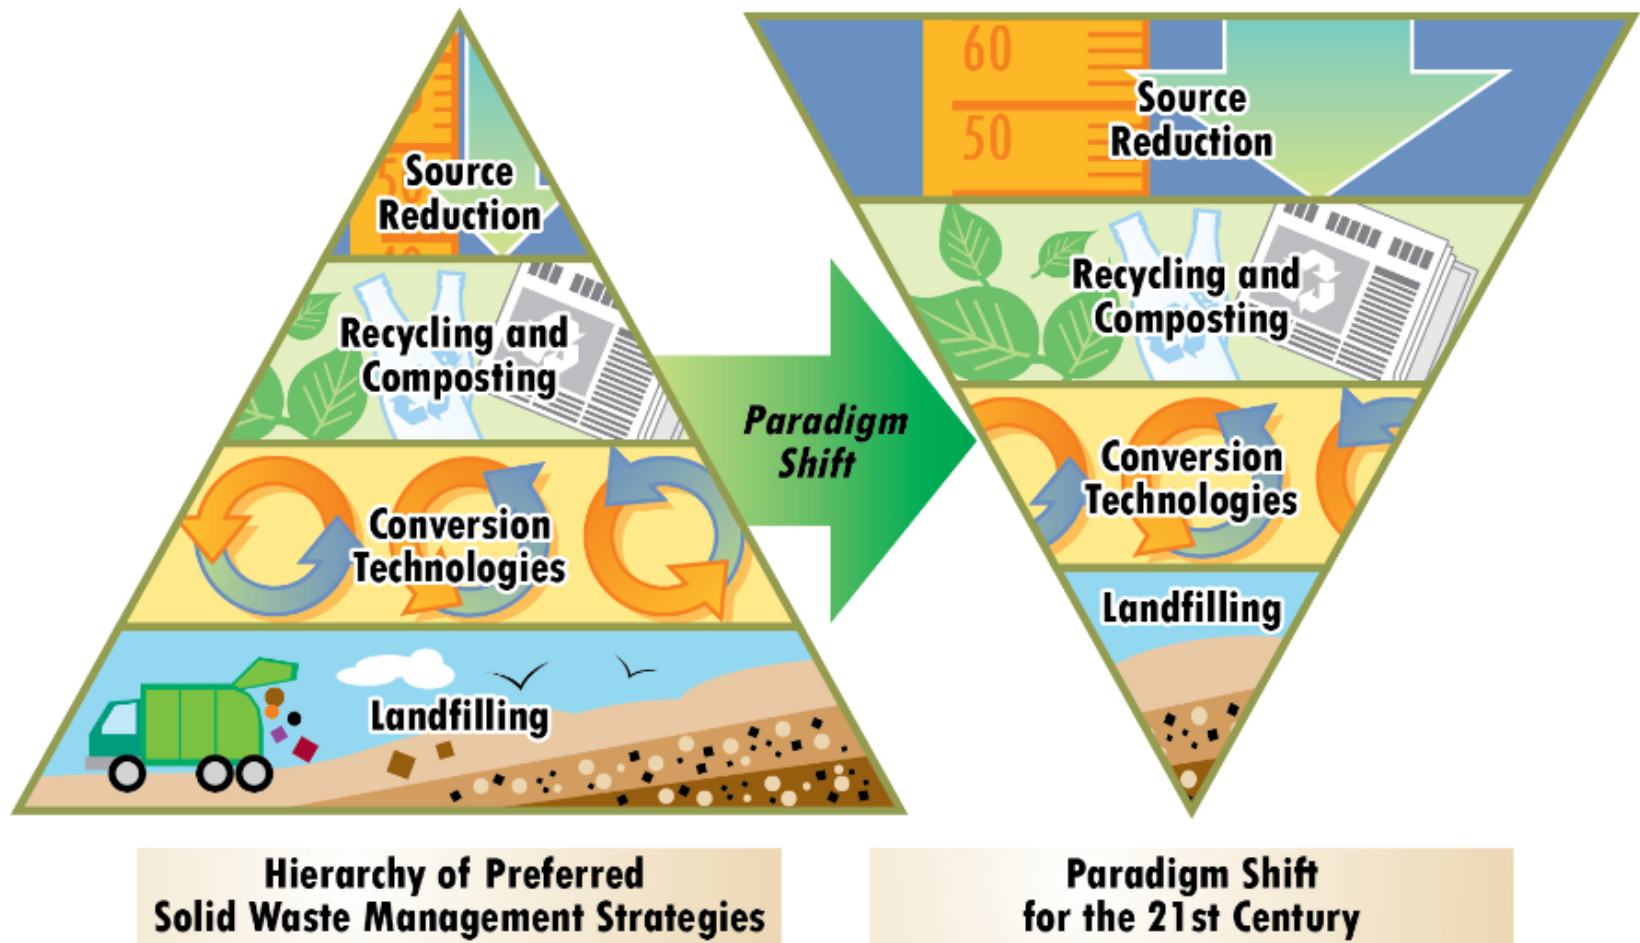 Source
Reduction
Recycling and
Composting
Conversion
Technologies
Landfilling
Hierarchy of Preferred
Solid Waste Management Strategies
Paradigm
Shift
60
50
Source
Reduction
Recycling and
Composting
Conversion
Technologies
Landfilling
Paradigm Shift
for the 21st Century